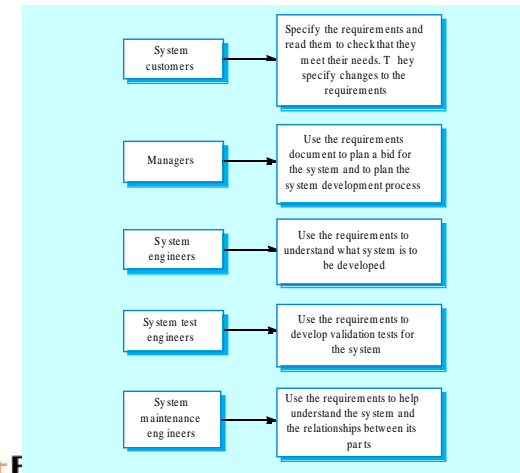 System
customers
Specify the requirements and
read them to check that they
meet their needs. T hey
specify changes to the
requirements
Managers
Use the requirements
document to plan a bid for
the system and to plan the
system development process
System
engineers
Use the requirements to
understand what system is to
be developed
System test
engineers
Use the requirements to
develop validation tests for
the system
System
maintenance
engineers
Use the requirements to help
understand the system and
the relationships between its
parts